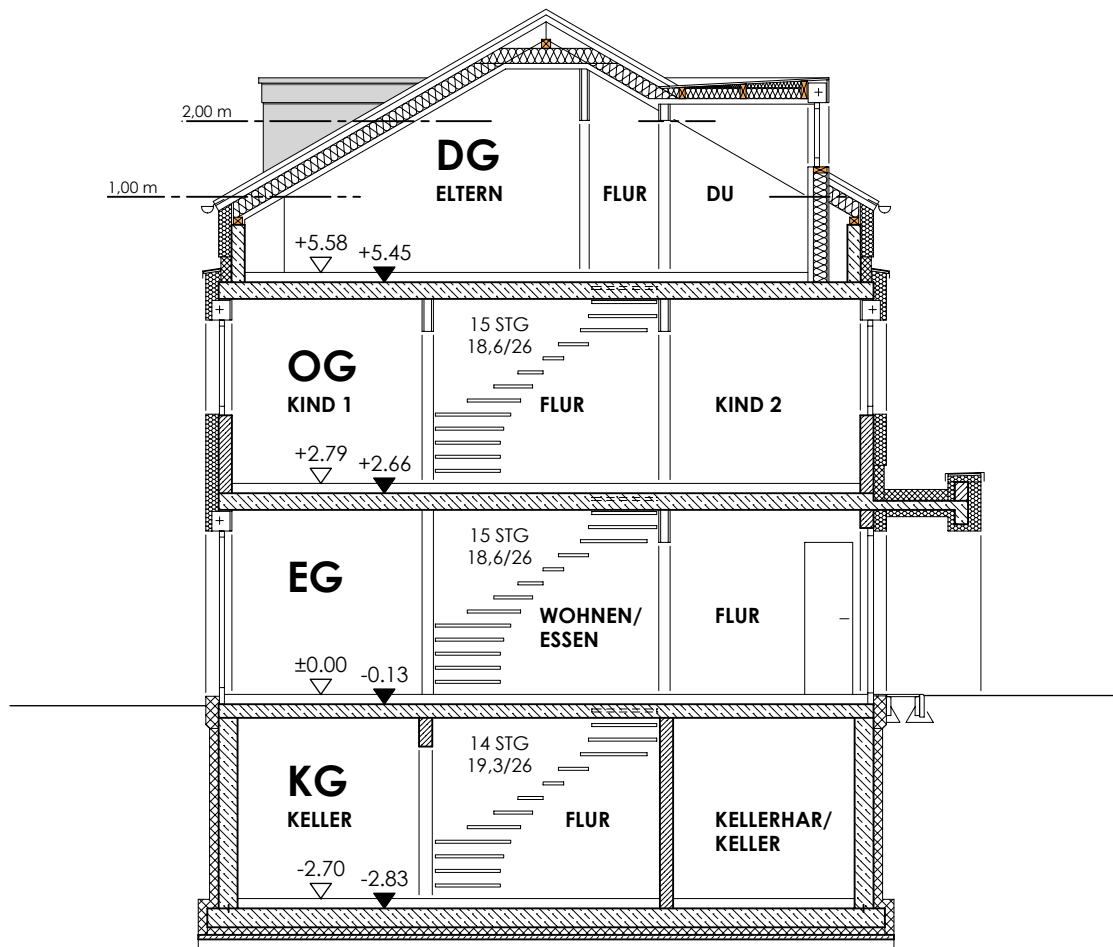 2,00 m
DG
ELTERN
FLUR
DU
1,00 m
+5.58
+5.45
15 STG
18,6/26
OG
KIND 1
FLUR
KIND 2
+2.79
+2.66
15 STG
18,6/26
EG
WOHNEN/
ESSEN
FLUR
±0.00
-0.13
14 STG
19,3/26
KG
KELLER
FLUR
KELLERHAR/
KELLER
-2.70
-2.83